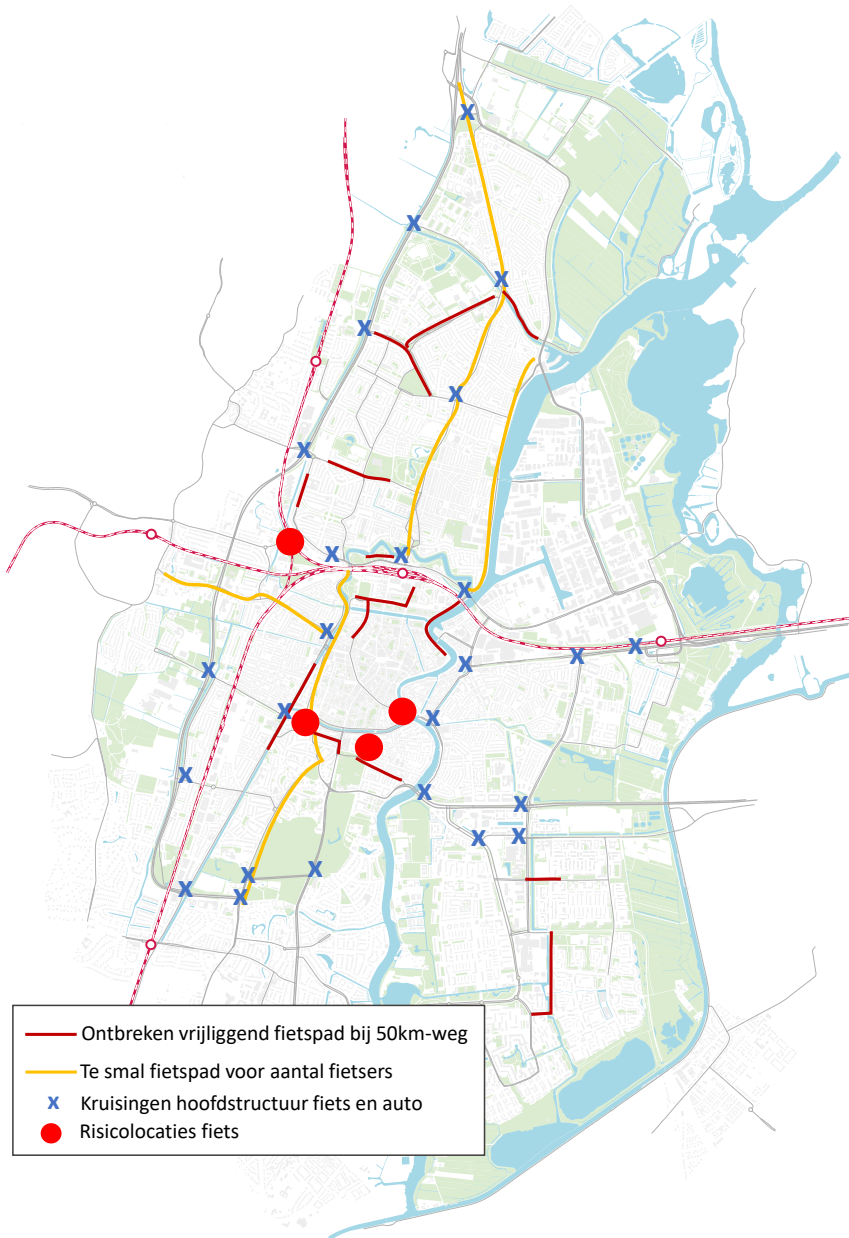 Ontbreken vrijliggend fietspad bij 50km-weg
Te smal fietspad voor aantal fietsers
x Kruisingen hoofdstructuur fiets en auto
Risicolocaties fiets